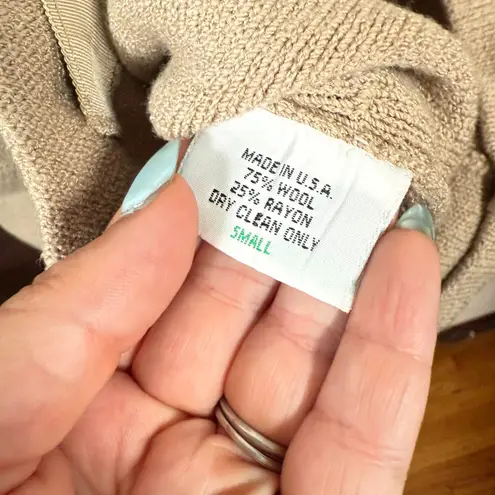 MADE IN U.S.A.
75% WOOL
25% RAYON
DRY CLEAN ONLY
SMALL